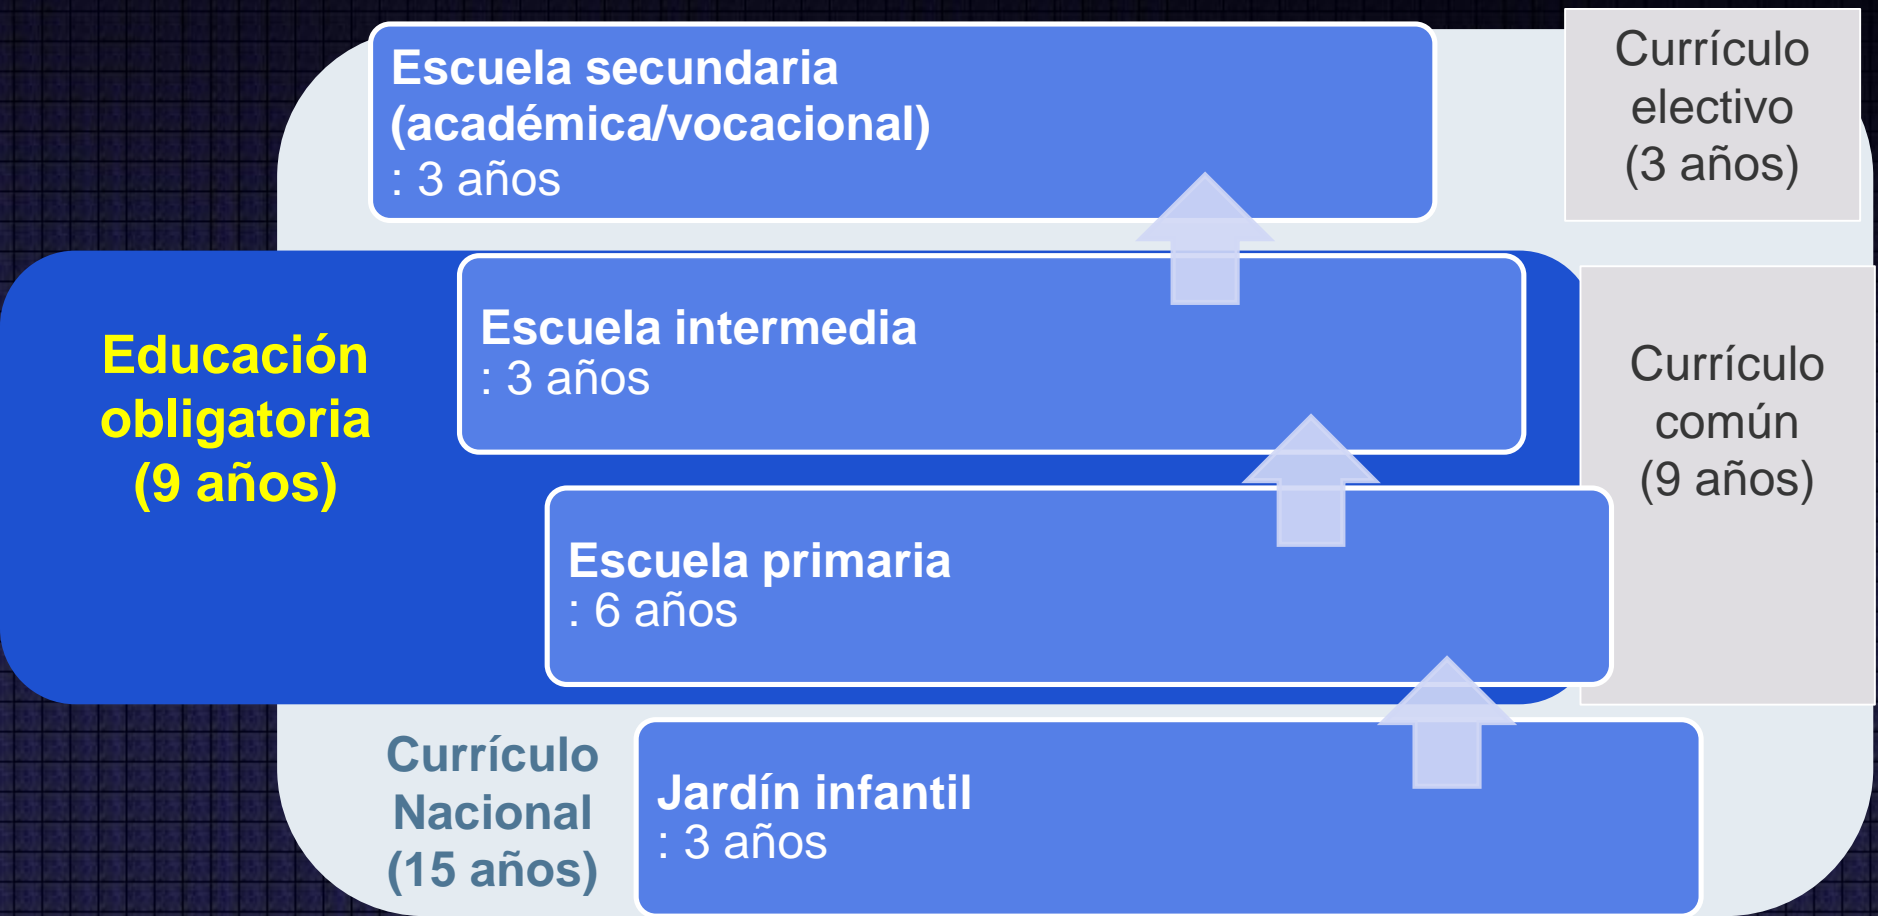 Escuela secundaria
(académica/vocacional)
: 3 años
Currículo
electivo
(3 años)
Educación
obligatoria
(9 años)
Escuela intermedia
: 3 años
Currículo
común
(9 años)
Escuela primaria
: 6 años
Currículo
Nacional
(15 años)
Jardín infantil
: 3 años